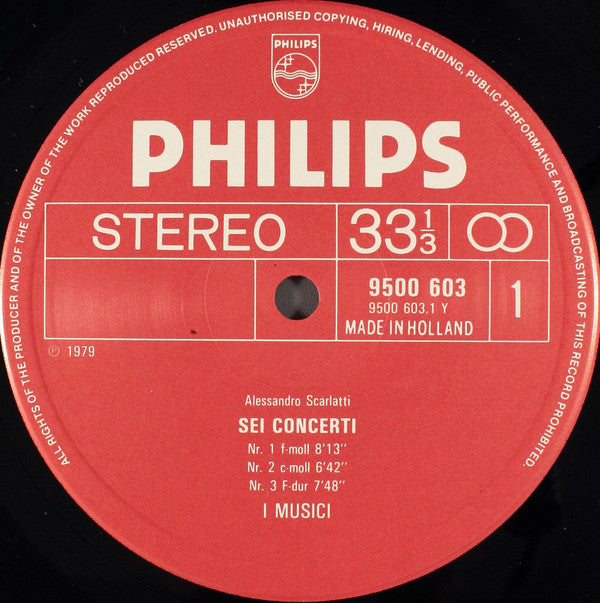 ALL RIGHTS OF THE PRODUCER AND OF THE OWNER OF THE WORK REPRODUCED RESERVED. UNAUTHORISED COPYING, HIRING, LENDING, PUBLIC PERFORMANCE AND BROADCASTING OF THIS RECORD PROHIBITED.
PHILIPS
PHILIPS
STEREO 33 1/3
9500 603
9500 603.1 Y
MADE IN HOLLAND
1
℗ 1979
Alessandro Scarlatti
SEI CONCERTI
Nr. 1 f-moll 8'13''
Nr. 2 c-moll 6'42''
Nr. 3 F-dur 7'48''
I MUSICI